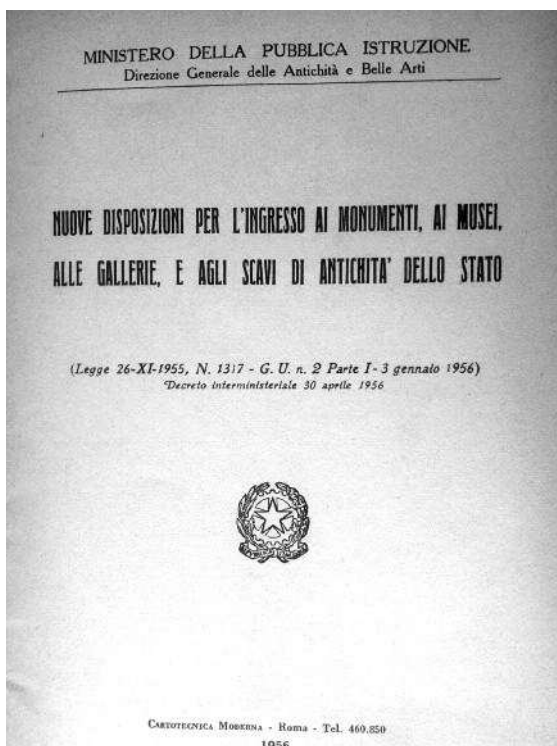 MINISTERO DELLA PUBBLICA ISTRUZIONE
Direzione Generale delle Antichità e Belle Arti
NUOVE DISPOSIZIONI PER L'INGRESSO AI MONUMENTI, AI MUSEI,
ALLE GALLERIE, E AGLI SCAVI DI ANTICHITA' DELLO STATO
(Legge 26-XI-1955, N. 1317 - G. U. n. 2 Parte I - 3 gennaio 1956)
Decreto interministeriale 30 aprile 1956
CARTOTECNICA MODERNA - Roma - Tel. 460.850
1956